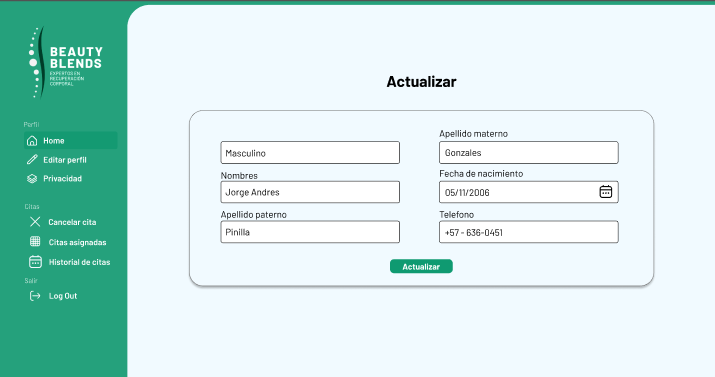 BEAUTY
BLENDS
EXPERTOS EN
RECUPERACIÓN
CORPORAL
Perfil
Home
Editar perfil
Privacidad
Citas
Cancelar cita
Citas asignadas
Historial de citas
Salir
Log Out
Actualizar
Masculino
Nombres
Jorge Andres
Apellido paterno
Pinilla
Apellido materno
Gonzales
Fecha de nacimiento
05/11/2006
Telefono
+57 - 636-0451
Actualizar